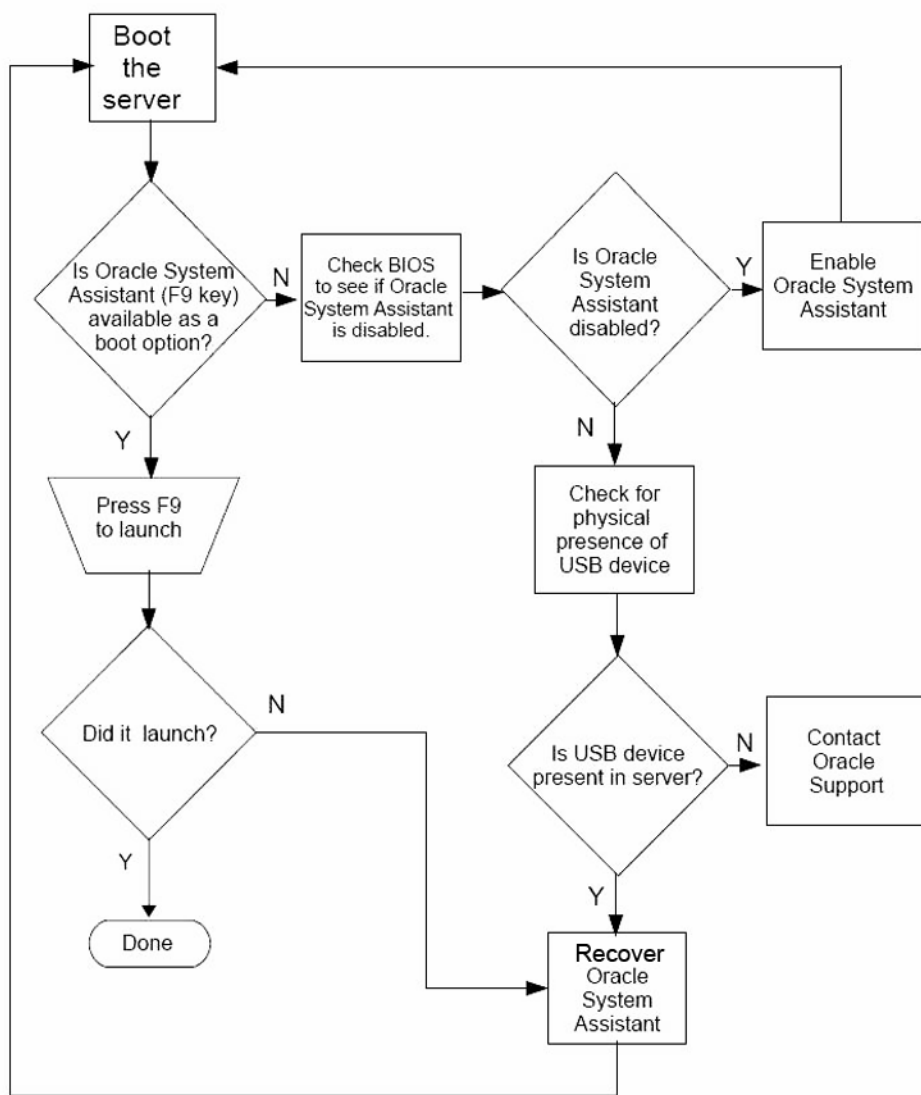 Boot
the
server
Is Oracle System
Assistant (F9 key)
available as a
boot option?
N
Check BIOS
to see if Oracle
System Assistant
is disabled.
Is Oracle
System
Assistant
disabled?
Y
Enable
Oracle System
Assistant
Y
N
Press F9
to launch
Check for
physical
presence of
USB device
Did it launch?
N
Is USB device
present in server?
N
Contact
Oracle
Support
Y
Y
Done
Recover
Oracle
System
Assistant